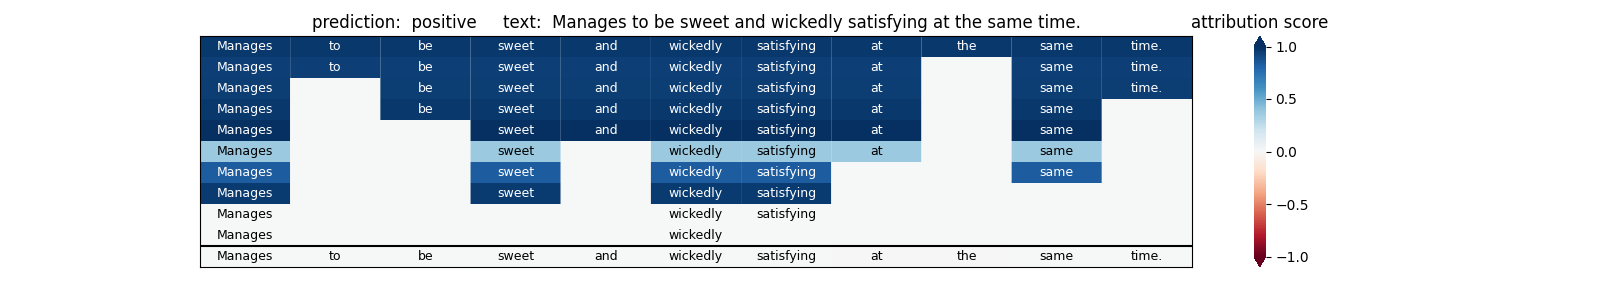 prediction:  positive     text:  Manages to be sweet and wickedly satisfying at the same time.     attribution score
Manages to be sweet and wickedly satisfying at the same time.
Manages to be sweet and wickedly satisfying at same time.
Manages be sweet and wickedly satisfying at same time.
Manages be sweet and wickedly satisfying at same
Manages sweet and wickedly satisfying at same
Manages sweet wickedly satisfying at same
Manages sweet wickedly satisfying same
Manages sweet wickedly satisfying
Manages wickedly satisfying
Manages wickedly
Manages to be sweet and wickedly satisfying at the same time.
1.0
0.5
0.0
−0.5
−1.0